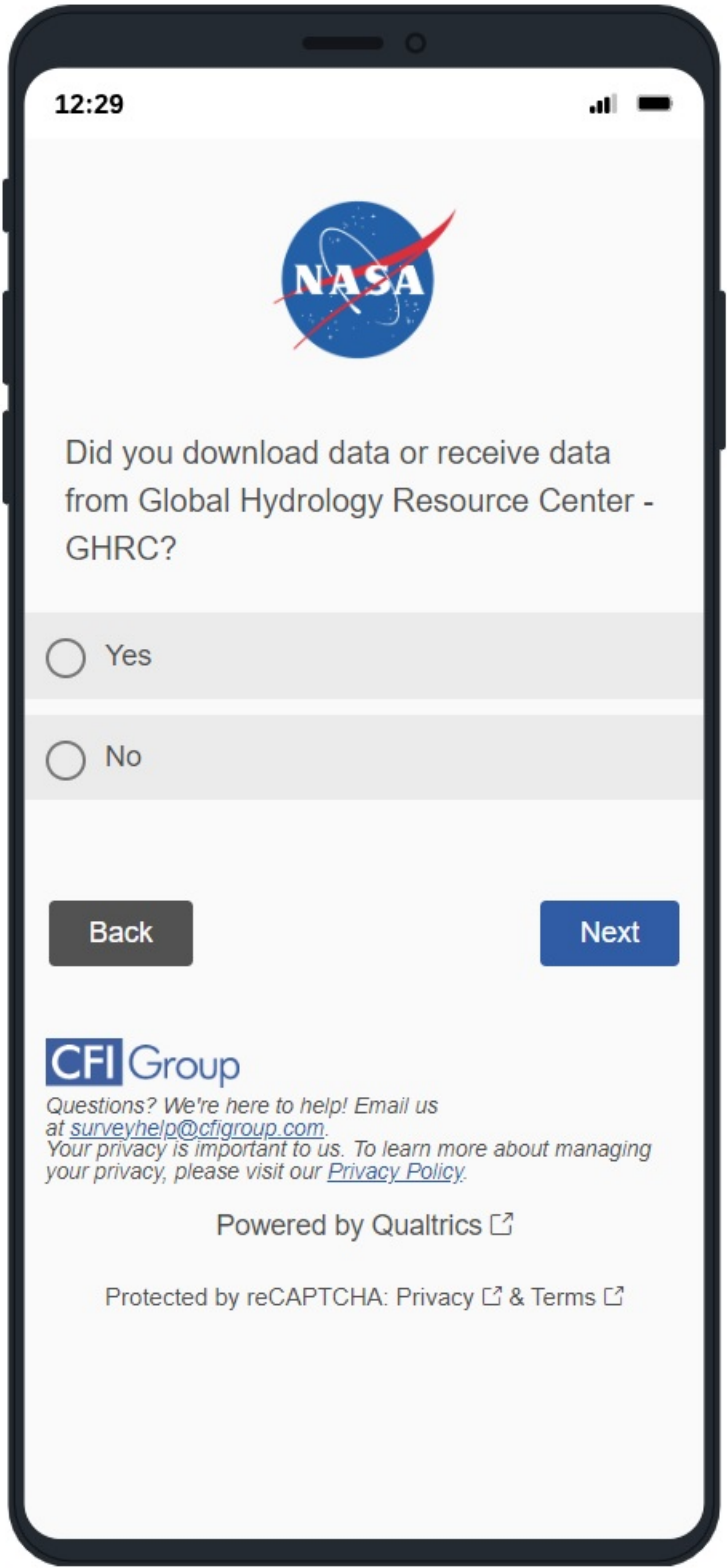 12:29
NASA
Did you download data or receive data
from Global Hydrology Resource Center -
GHRC?
Yes
No
Back
Next
CFI Group
Questions? We're here to help! Email us
at surveyhelp@cfigroup.com.
Your privacy is important to us. To learn more about managing
your privacy, please visit our Privacy Policy.
Powered by Qualtrics
Protected by reCAPTCHA: Privacy & Terms